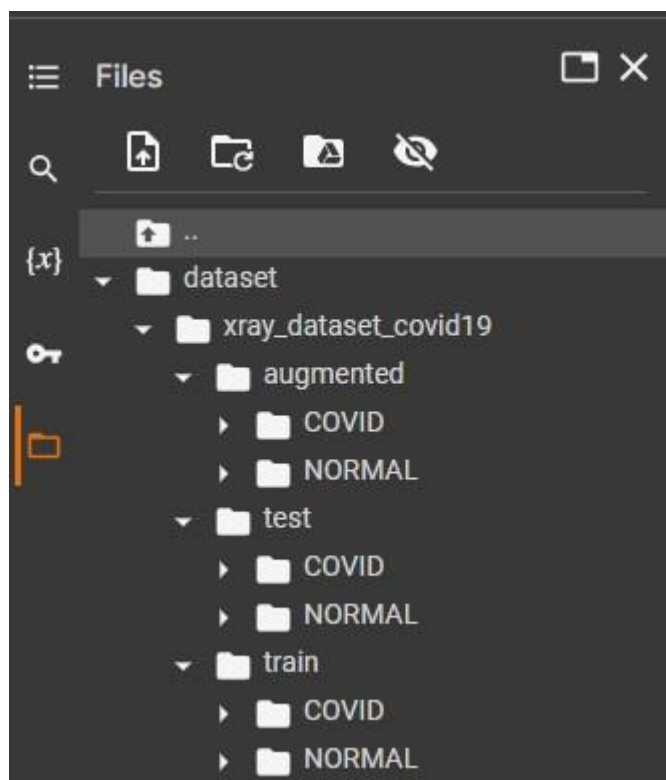 Files
..
{x}
dataset
xray_dataset_covid19
augmented
COVID
NORMAL
test
COVID
NORMAL
train
COVID
NORMAL